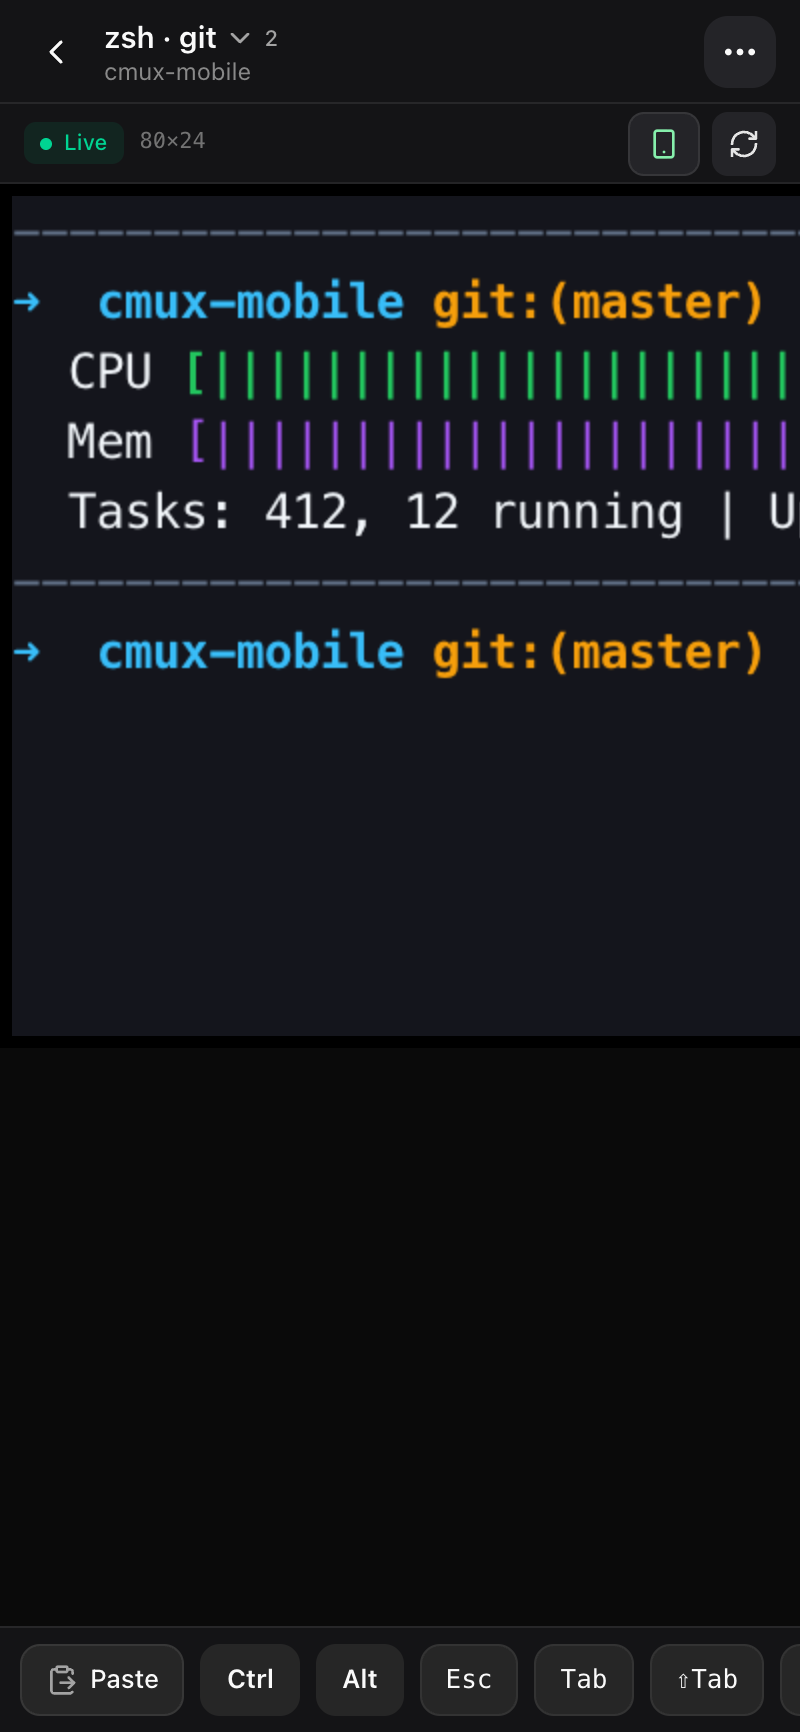 zsh · git 2
cmux-mobile
Live 80×24
→ cmux-mobile git:(master)
CPU [||||||||||||||||||||||
Mem [||||||||||||||||||||||
Tasks: 412, 12 running |
→ cmux-mobile git:(master)
Paste Ctrl Alt Esc Tab ⇧Tab